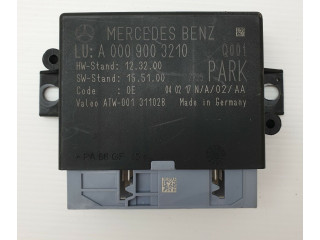 MERCEDES BENZ
LU: A 000 900 3210 Q001
HW-Stand: 12.32.00
SW-Stand: 15.51.00 PARK
Code : 0E 04 02 17 N/A/02/AA
Valeo ATW-001 311028 Made in Germany